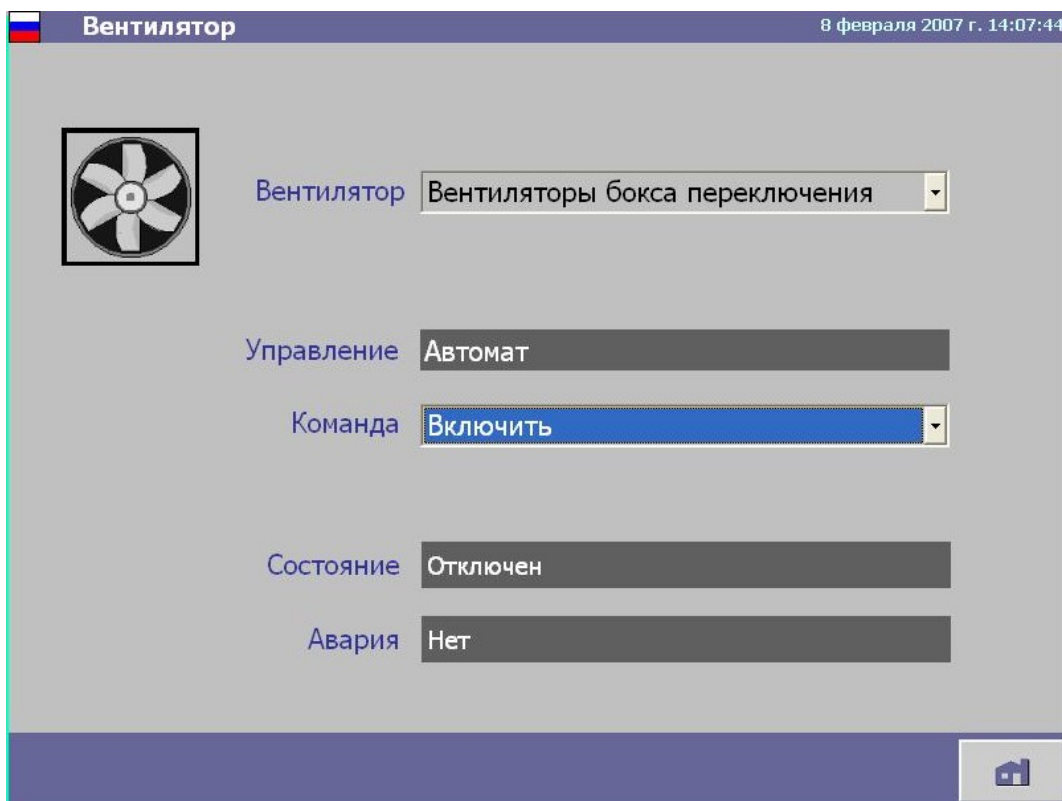 Вентилятор 8 февраля 2007 г. 14:07:44
Вентилятор Вентиляторы бокса переключения
Управление Автомат
Команда Включить
Состояние Отключен
Авария Нет